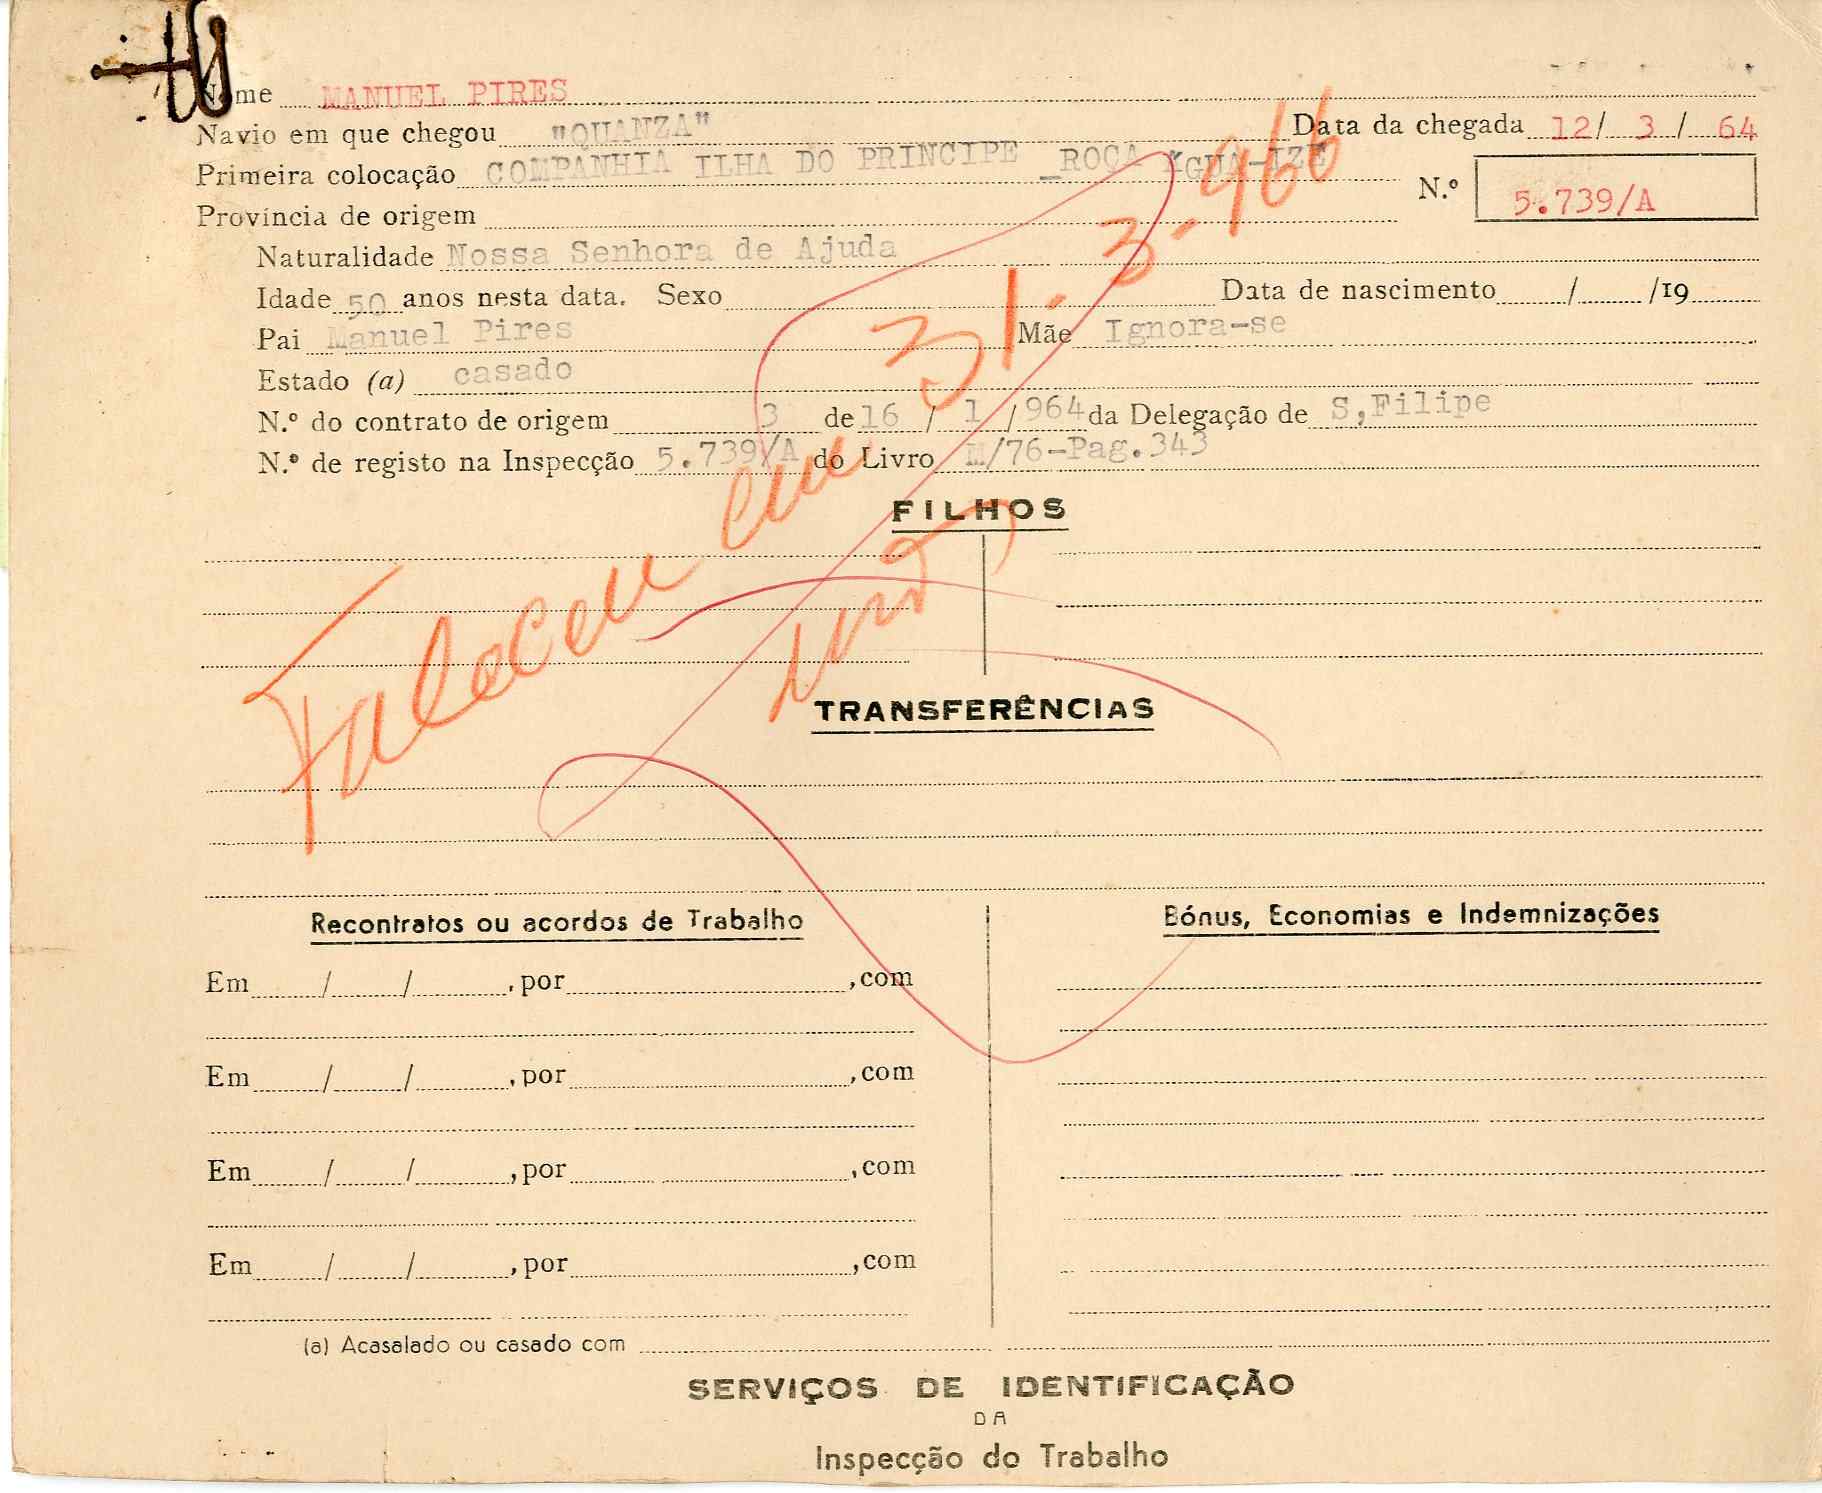 Nome MANUEL PIRES
Navio em que chegou "QUANZA" Data da chegada 12/ 3 / 64
Primeira colocação COMPANHIA ILHA DO PRINCIPE _ROÇA "GUA-IZE
N.º 5.739/A
Província de origem
Naturalidade Nossa Senhora de Ajuda
Idade 50 anos nesta data. Sexo Data de nascimento / /19
Pai Manuel Pires Mãe Ignora-se
Estado (a) casado
N.º do contrato de origem 3 de 16 / 1 /964 da Delegação de S,Filipe
N.º de registo na Inspecção 5.739/A do Livro M/76-Pag.343
Faleceu em 31-3-966
FILHOS
TRANSFERÊNCIAS
Recontratos ou acordos de Trabalho Bónus, Economias e Indemnizações
Em / / , por , com
Em / / , por , com
Em / / , por , com
Em / / , por , com
(a) Acasalado ou casado com
SERVIÇOS DE IDENTIFICAÇÃO
DA
Inspecção do Trabalho